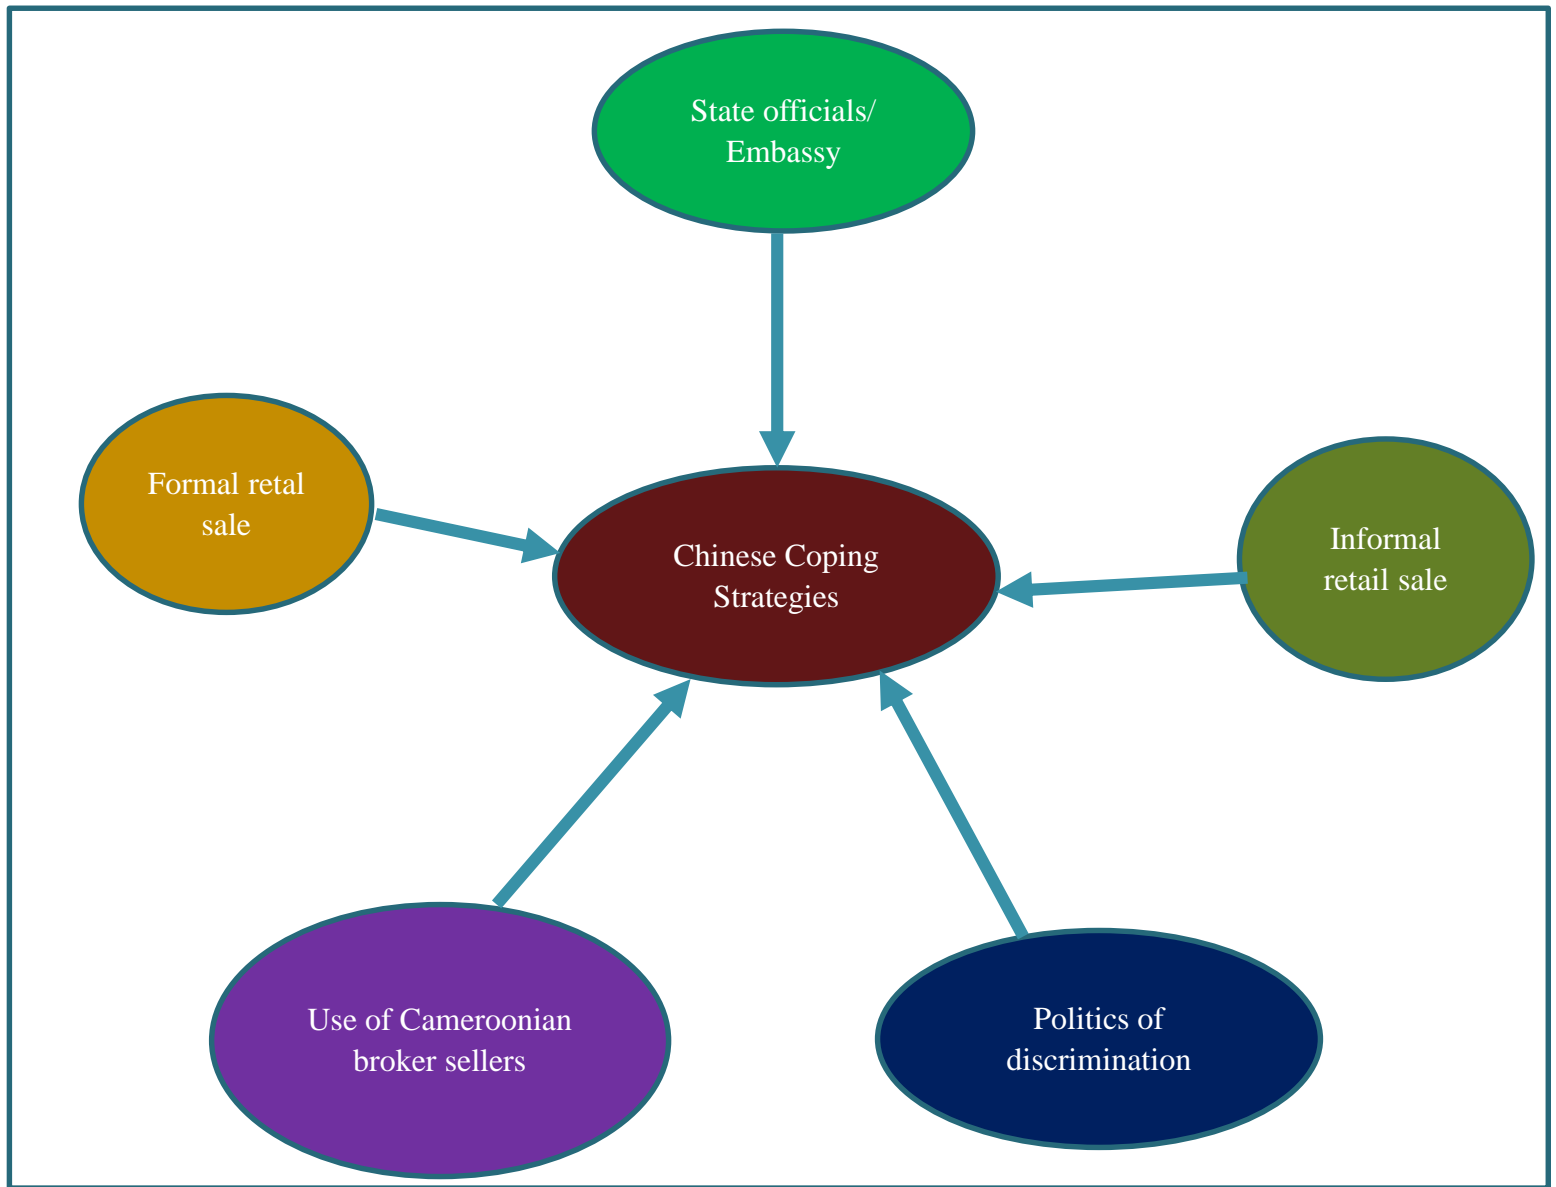 State officials/
Embassy
Formal retal
sale
Chinese Coping
Strategies
Informal
retail sale
Use of Cameroonian
broker sellers
Politics of
discrimination